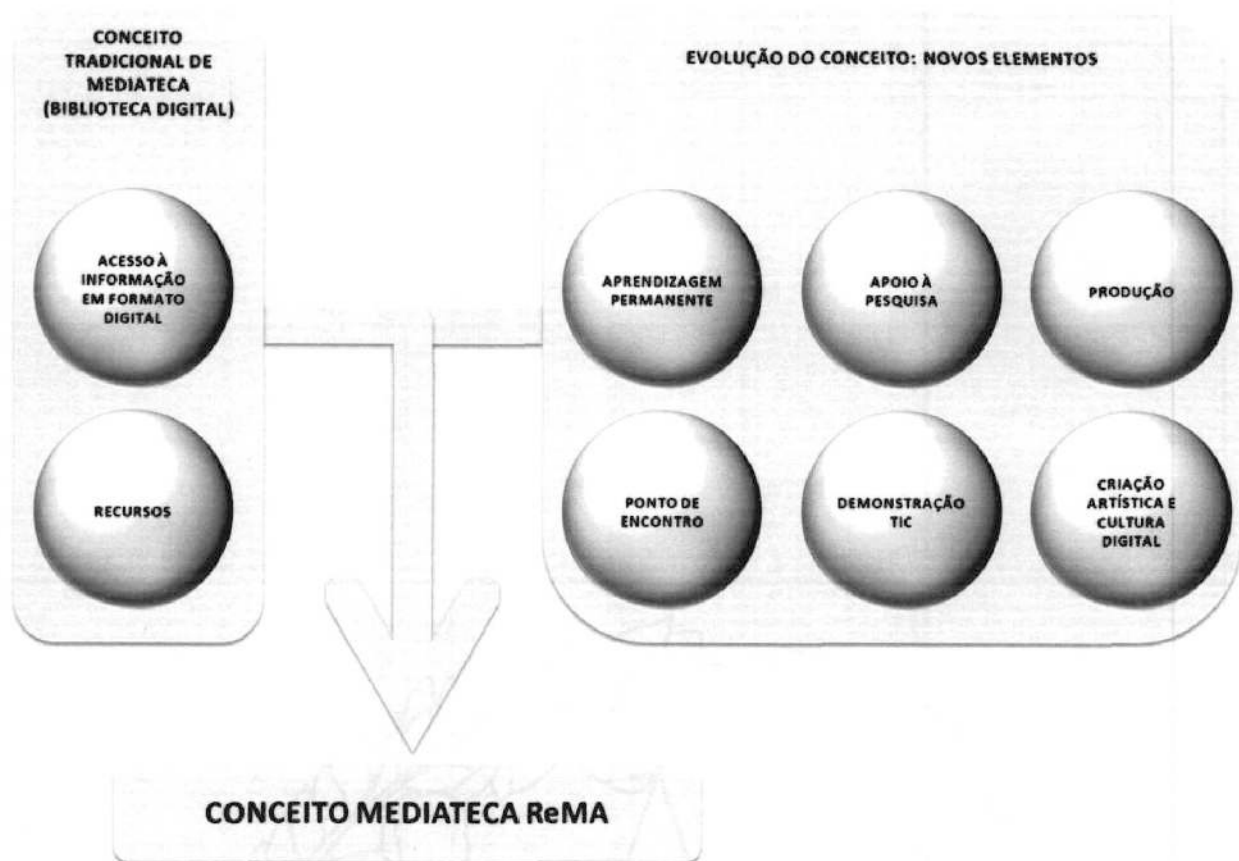 CONCEITO
TRADICIONAL DE
MEDIATECA
(BIBLIOTECA DIGITAL)
ACESSO À
INFORMAÇÃO
EM FORMATO
DIGITAL
RECURSOS
EVOLUÇÃO DO CONCEITO: NOVOS ELEMENTOS
APRENDIZAGEM
PERMANENTE
APOIO À
PESQUISA
PRODUÇÃO
PONTO DE
ENCONTRO
DEMONSTRAÇÃO
TIC
CRIAÇÃO
ARTÍSTICA E
CULTURA
DIGITAL
CONCEITO MEDIATECA ReMA